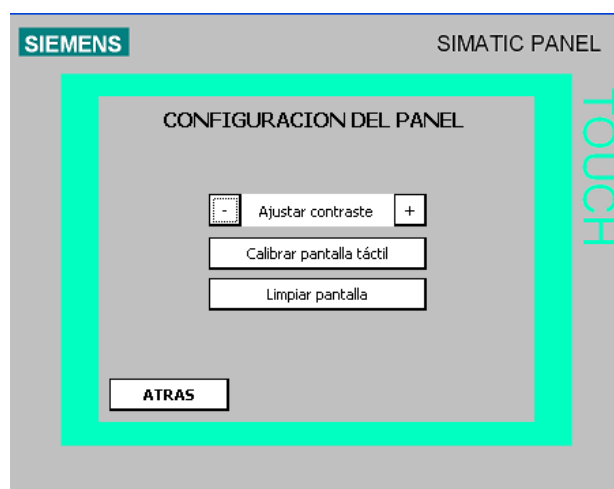 SIEMENS
SIMATIC PANEL
TOUCH
CONFIGURACION DEL PANEL
- Ajustar contraste +
Calibrar pantalla táctil
Limpiar pantalla
ATRAS